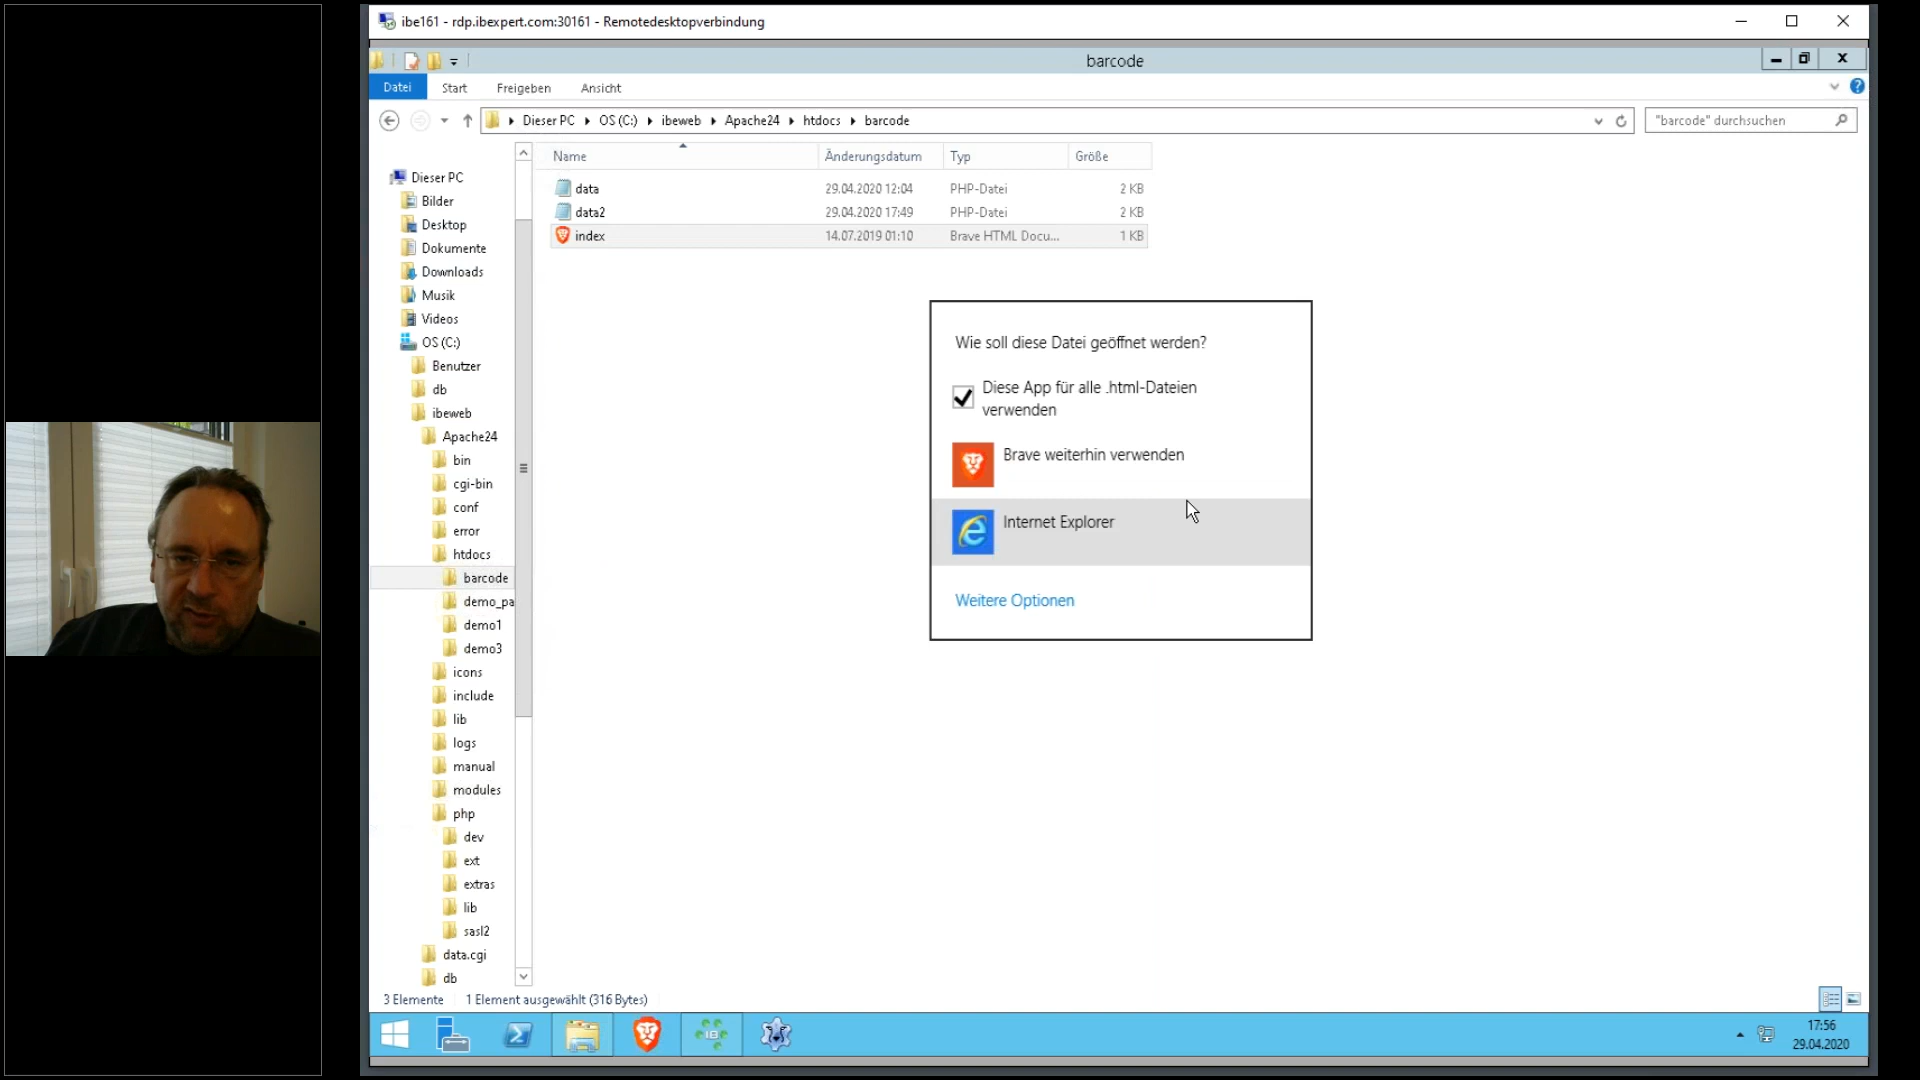 ibe161 - rdp.ibexpert.com:30161 - Remotedesktopverbindung
barcode
Datei Start Freigeben Ansicht
Dieser PC OS (C:) ibeweb Apache24 htdocs barcode
"barcode" durchsuchen
Name Änderungsdatum Typ Größe
data 29.04.2020 12:04 PHP-Datei 2 KB
data2 29.04.2020 17:49 PHP-Datei 2 KB
index 14.07.2019 01:10 Brave HTML Docu... 1 KB
Dieser PC
Bilder
Desktop
Dokumente
Downloads
Musik
Videos
OS (C:)
Benutzer
db
ibeweb
Apache24
bin
cgi-bin
conf
error
htdocs
barcode
demo_pa
demo1
demo3
icons
include
lib
logs
manual
modules
php
dev
ext
extras
lib
sasl2
data.cgi
db
Wie soll diese Datei geöffnet werden?
Diese App für alle .html-Dateien
verwenden
Brave weiterhin verwenden
Internet Explorer
Weitere Optionen
3 Elemente 1 Element ausgewählt (316 Bytes)
17:56
29.04.2020